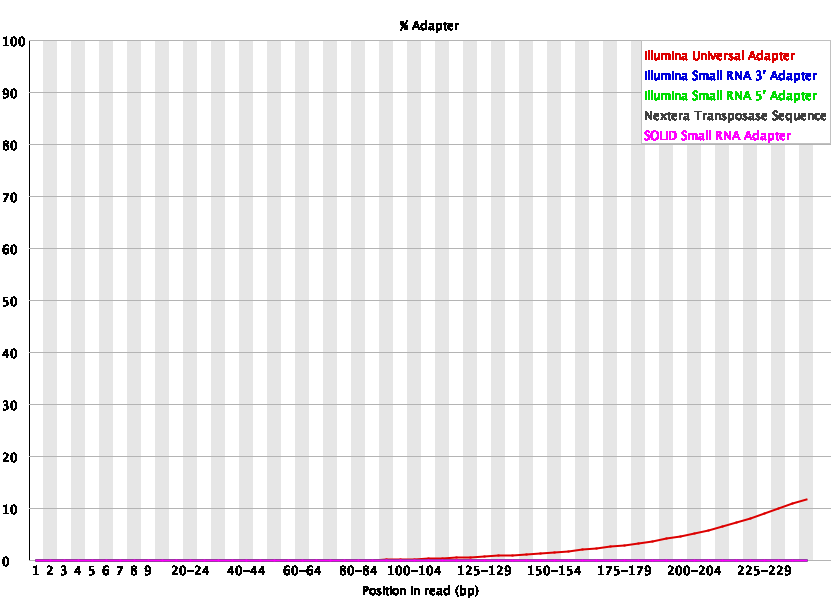 % Adapter
100
90
80
70
60
50
40
30
20
10
0
Illumina Universal Adapter
Illumina Small RNA 3' Adapter
Illumina Small RNA 5' Adapter
Nextera Transposase Sequence
SOLID Small RNA Adapter
1 2 3 4 5 6 7 8 9 20-24 40-44 60-64 80-84 100-104 125-129 150-154 175-179 200-204 225-229
Position in read (bp)